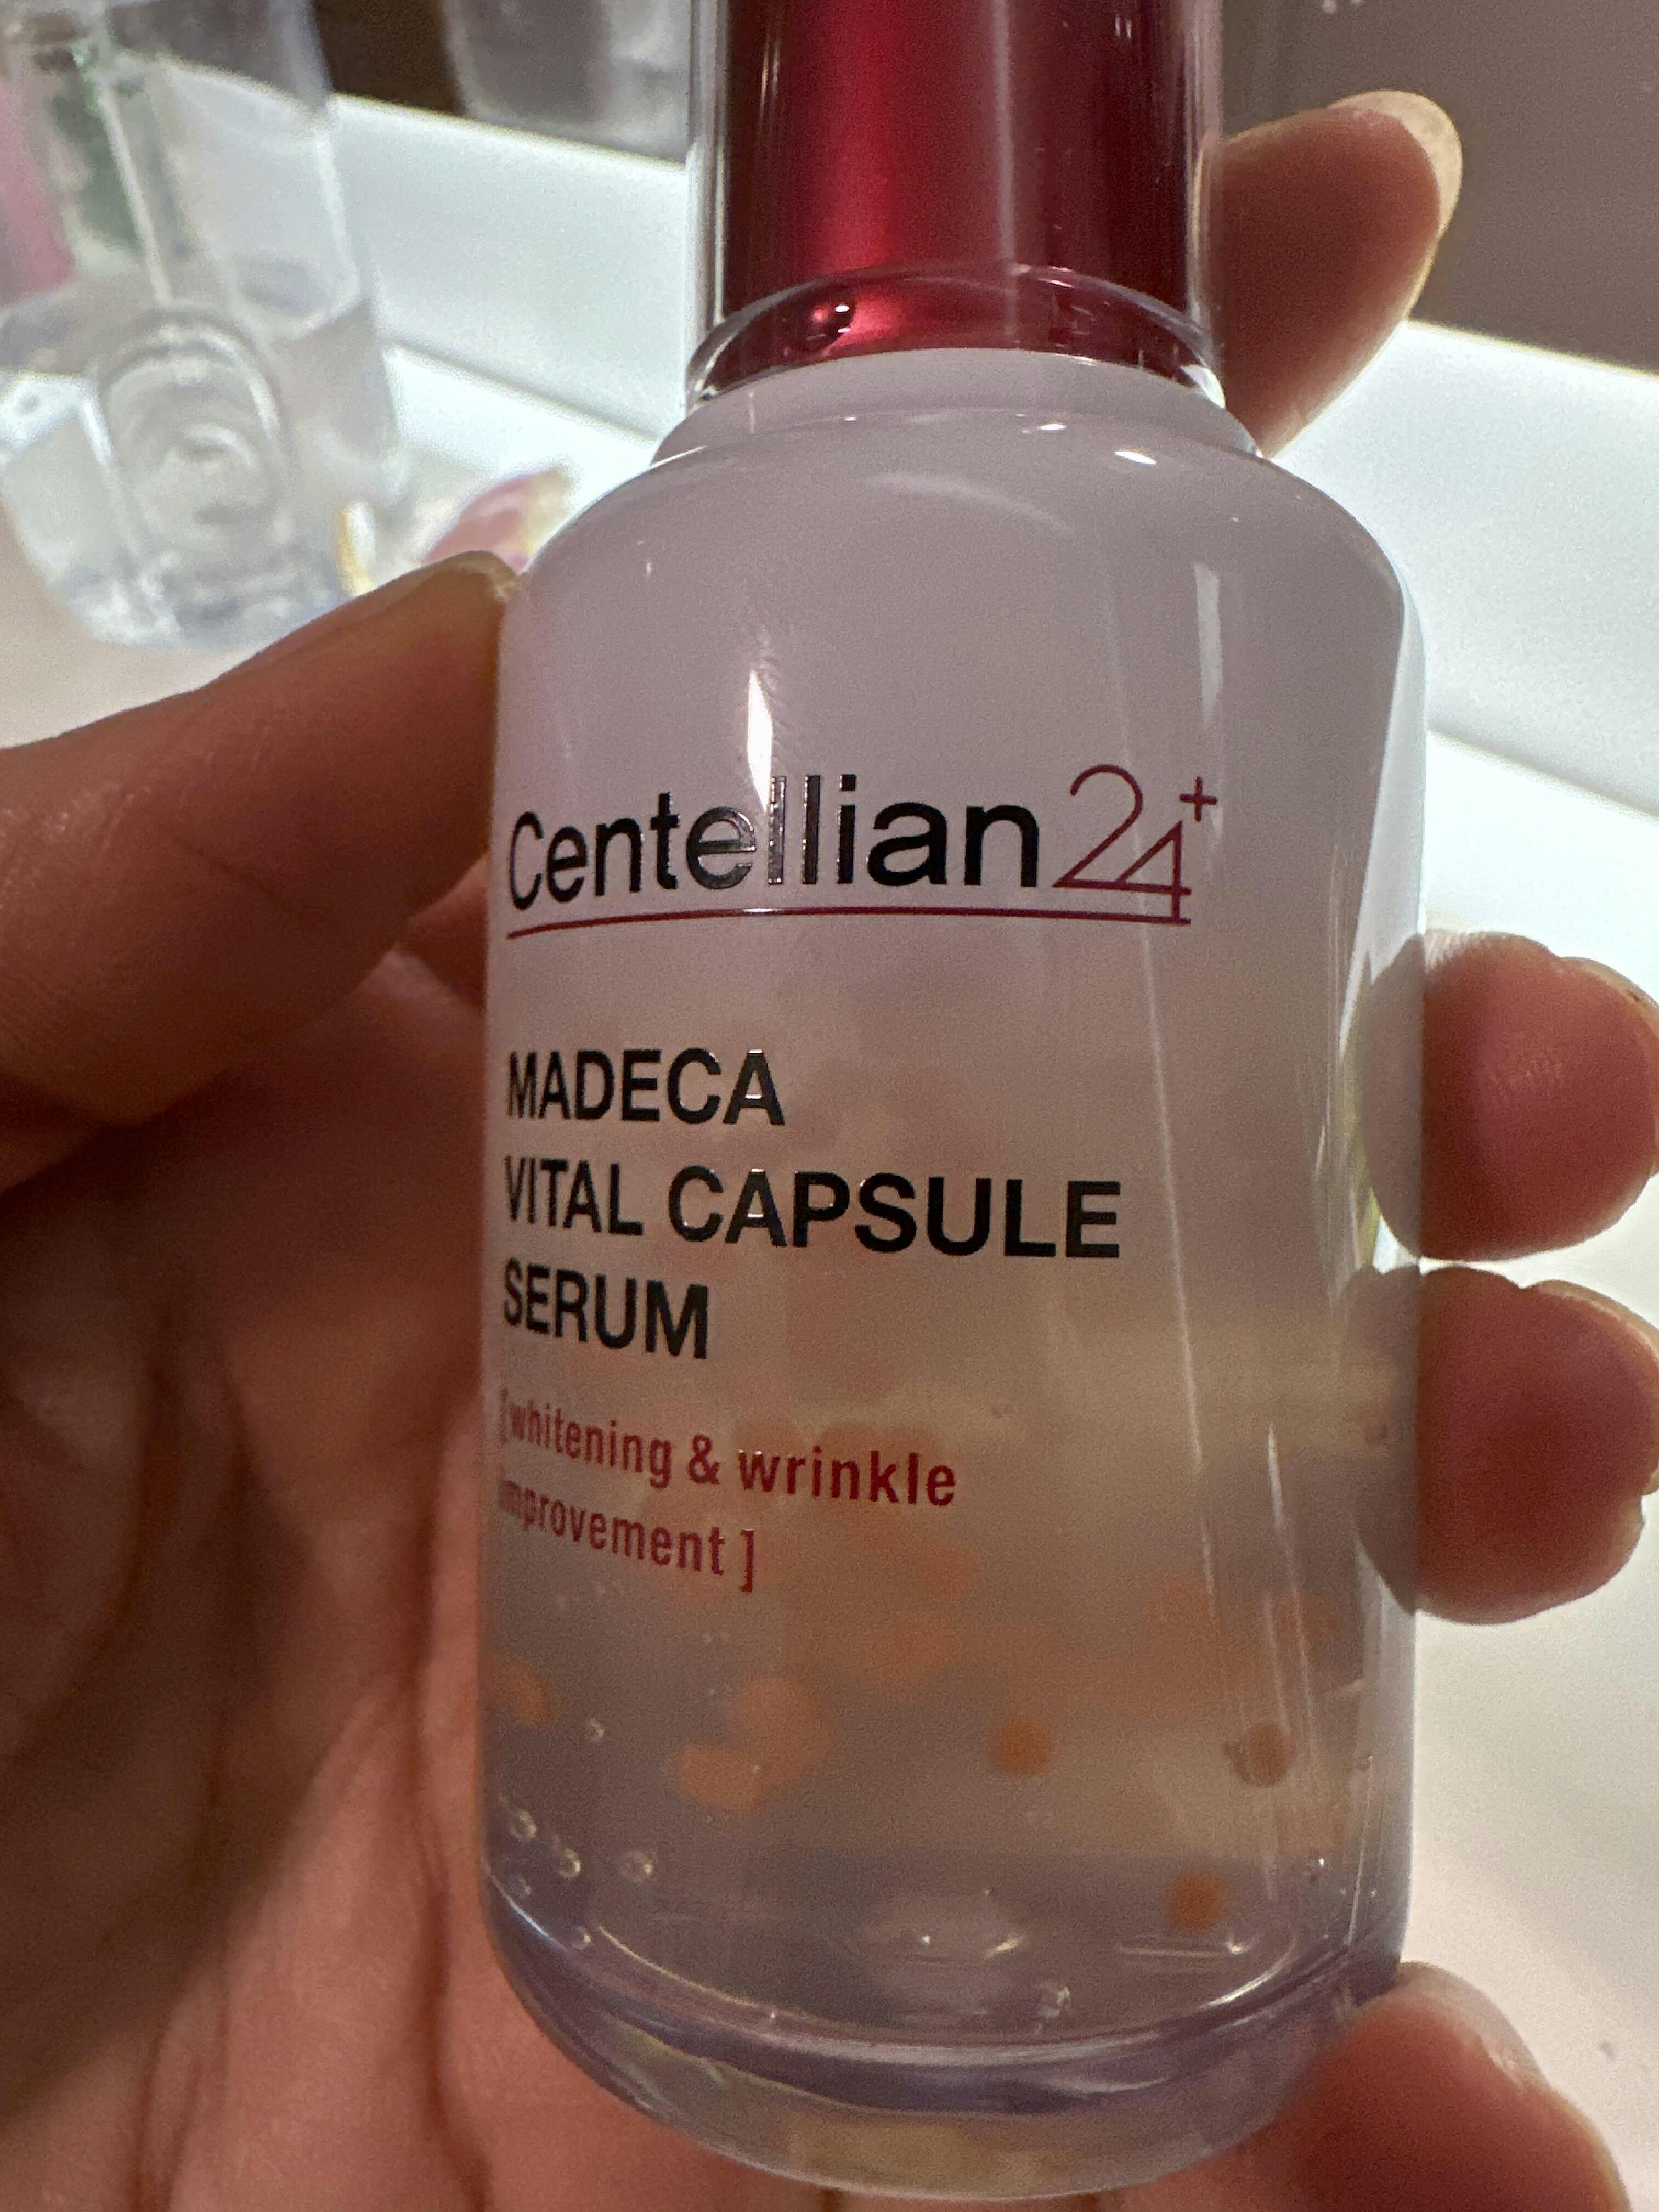 Centellian24+
MADECA
VITAL CAPSULE
SERUM
[whitening & wrinkle
improvement ]